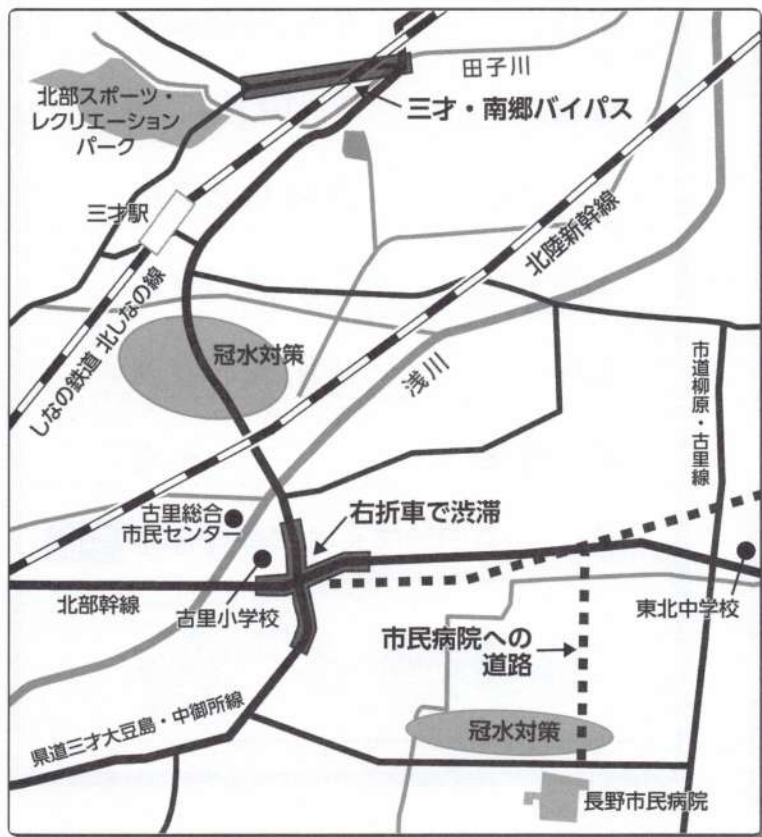 田子川
北部スポーツ・
レクリエーション
パーク
三才・南郷バイパス
三才駅
北陸新幹線
しなの鉄道 北しなの線
冠水対策
浅川
市道柳原・古里線
古里総合
市民センター
右折車で渋滞
北部幹線
古里小学校
東北中学校
市民病院への
道路
県道三才大豆島・中御所線
冠水対策
長野市民病院